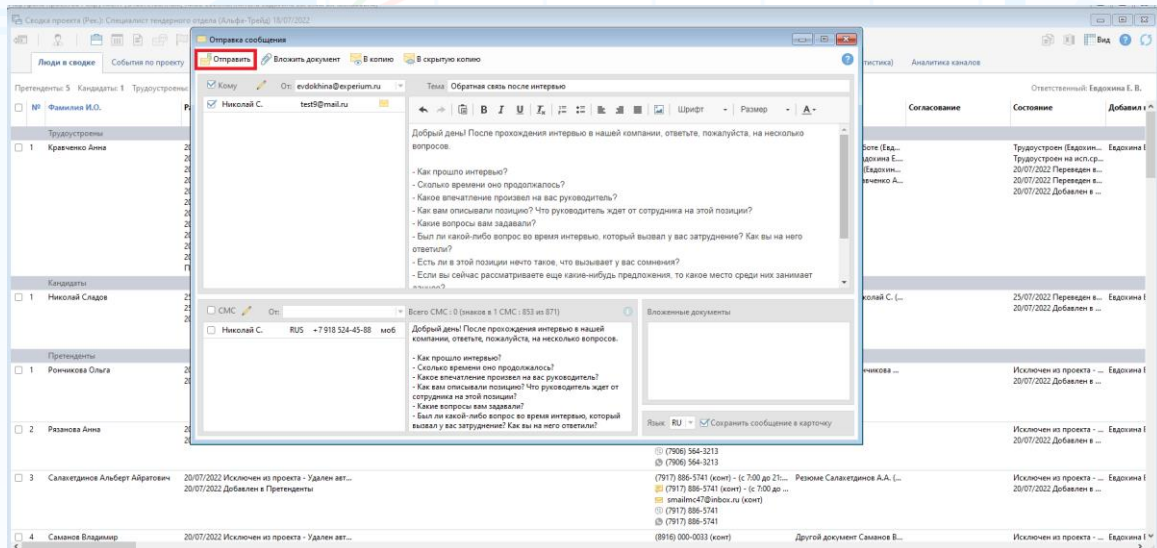 Сводка проекта (Рек.): Специалист тендерного отдела (Альфа-Трейд) 18/07/2022
Вид
Люди в сводке События по проекту
тистика) Аналитика каналов
Претенденты: 5 Кандидаты: 1 Трудоустроены:
Ответственный: Евдокина Е. В.
№ Фамилия И.О.
Согласование Состояние Добавил
Отправка сообщения
Отправить Вложить документ В копию В скрытую копию
Кому От: evdokhina@experium.ru Тема Обратная связь после интервью
Николай С. test9@mail.ru
Шрифт Размер
Добрый день! После прохождения интервью в нашей компании, ответьте, пожалуйста, на несколько
вопросов.
- Как прошло интервью?
- Сколько времени оно продолжалось?
- Какое впечатление произвел на вас руководитель?
- Как вам описывали позицию? Что руководитель ждет от сотрудника на этой позиции?
- Какие вопросы вам задавали?
- Был ли какой-либо вопрос во время интервью, который вызвал у вас затруднение? Как вы на него
ответили?
- Есть ли в этой позиции нечто такое, что вызывает у вас сомнения?
- Если вы сейчас рассматриваете еще какие-нибудь предложения, то какое место среди них занимает
СМС От: Всего СМС : 0 (знаков в 1 СМС : 853 из 871) Вложенные документы
Николай С. RUS +7 918 524-45-88 моб
Добрый день! После прохождения интервью в нашей
компании, ответьте, пожалуйста, на несколько вопросов.
- Как прошло интервью?
- Сколько времени оно продолжалось?
- Какое впечатление произвел на вас руководитель?
- Как вам описывали позицию? Что руководитель ждет от
сотрудника на этой позиции?
- Какие вопросы вам задавали?
- Был ли какой-либо вопрос во время интервью, который
вызвал у вас затруднение? Как вы на него ответили?
Язык RU Сохранить сообщение в карточку
Трудоустроены
1 Кравченко Анна
Трудоустроен (Евдохин...
Трудоустроен на исп.ср...
20/07/2022 Переведен в...
20/07/2022 Переведен в...
20/07/2022 Добавлен в ...
Кандидаты
1 Николай Сладов
25/07/2022 Переведен в...
20/07/2022 Добавлен в ...
Претенденты
1 Рончикова Ольга
Исключен из проекта - ...
20/07/2022 Добавлен в ...
2 Рязанова Анна
Исключен из проекта - ...
20/07/2022 Добавлен в ...
(7906) 564-3213
(7906) 564-3213
3 Салахетдинов Альберт Айратович 20/07/2022 Исключен из проекта - Удален авт... (7917) 886-5741 (конт) - (с 7:00 до 21:... Резюме Салахетдинов А.А. (... Исключен из проекта - ...
20/07/2022 Добавлен в Претенденты (7917) 886-5741 (конт) - (с 7:00 до ... 20/07/2022 Добавлен в ...
smailmc47@inbox.ru (конт)
(7917) 886-5741
(7917) 886-5741
4 Саманов Владимир 20/07/2022 Исключен из проекта - Удален авт... (8916) 000-0033 (конт) Другой документ Саманов В... Исключен из проекта - ...